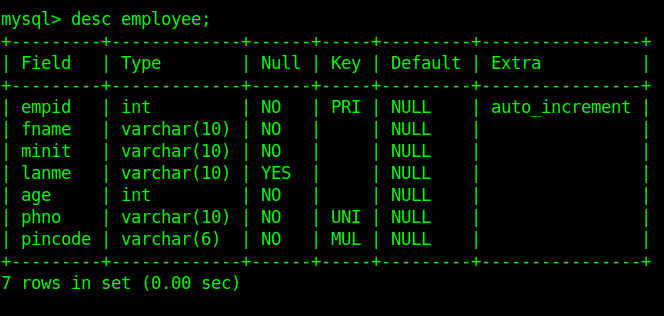 mysql> desc employee;
+---------+-------------+------+-----+---------+----------------+
| Field   | Type        | Null | Key | Default | Extra          |
+---------+-------------+------+-----+---------+----------------+
| empid   | int         | NO   | PRI | NULL    | auto_increment |
| fname   | varchar(10) | NO   |     | NULL    |                |
| minit   | varchar(10) | NO   |     | NULL    |                |
| lanme   | varchar(10) | YES  |     | NULL    |                |
| age     | int         | NO   |     | NULL    |                |
| phno    | varchar(10) | NO   | UNI | NULL    |                |
| pincode | varchar(6)  | NO   | MUL | NULL    |                |
+---------+-------------+------+-----+---------+----------------+
7 rows in set (0.00 sec)